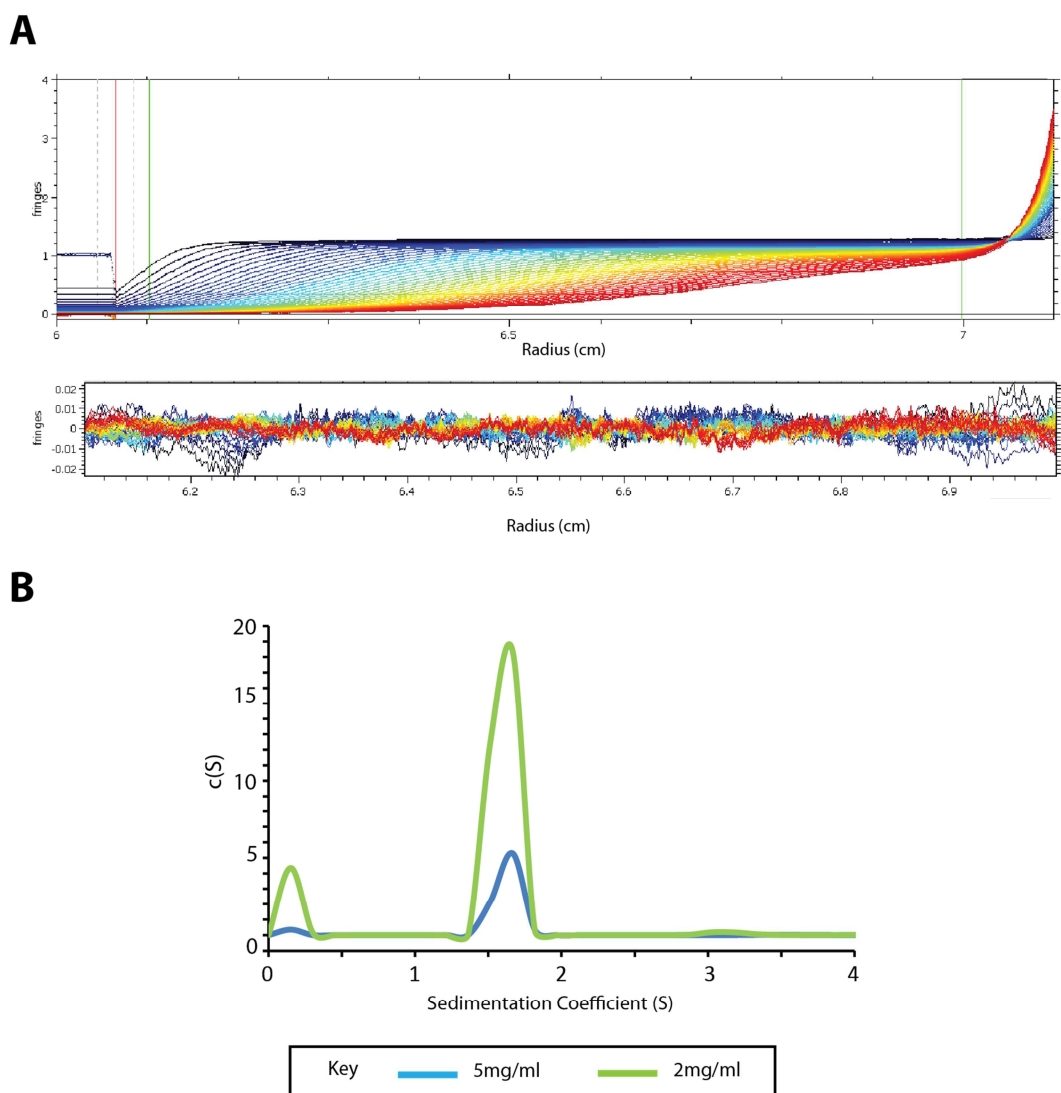 A
4
3
2
1
0
fringes
6
6.5
7
Radius (cm)
0.02
0.01
0
-0.01
-0.02
fringes
6.2
6.3
6.4
6.5
6.6
6.7
6.8
6.9
Radius (cm)
B
20
15
10
5
0
c(S)
0
1
2
3
4
Sedimentation Coefficient (S)
Key
5mg/ml
2mg/ml